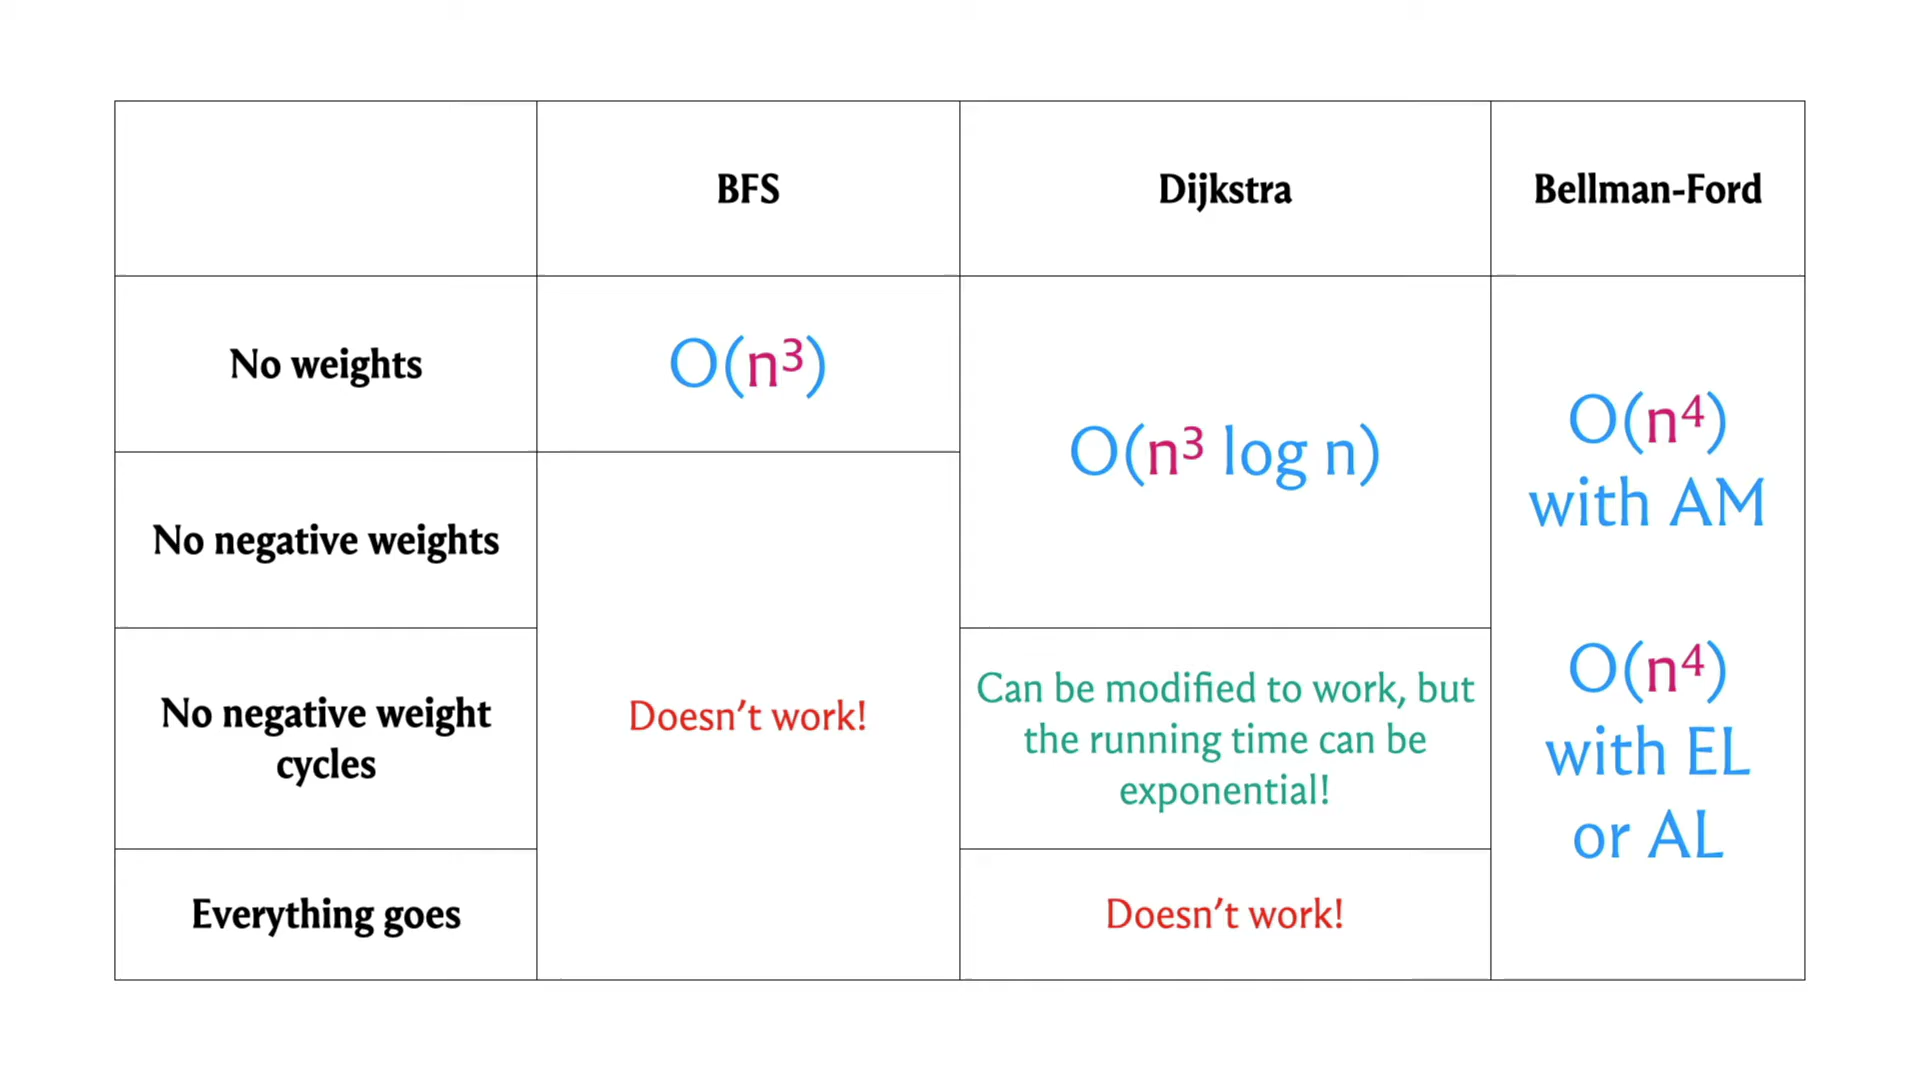 BFS
Dijkstra
Bellman-Ford
No weights
O(n³)
O(n³ log n)
O(n⁴)
with AM
O(n⁴)
with EL
or AL
No negative weights
Doesn't work!
No negative weight
cycles
Can be modified to work, but
the running time can be
exponential!
Everything goes
Doesn't work!